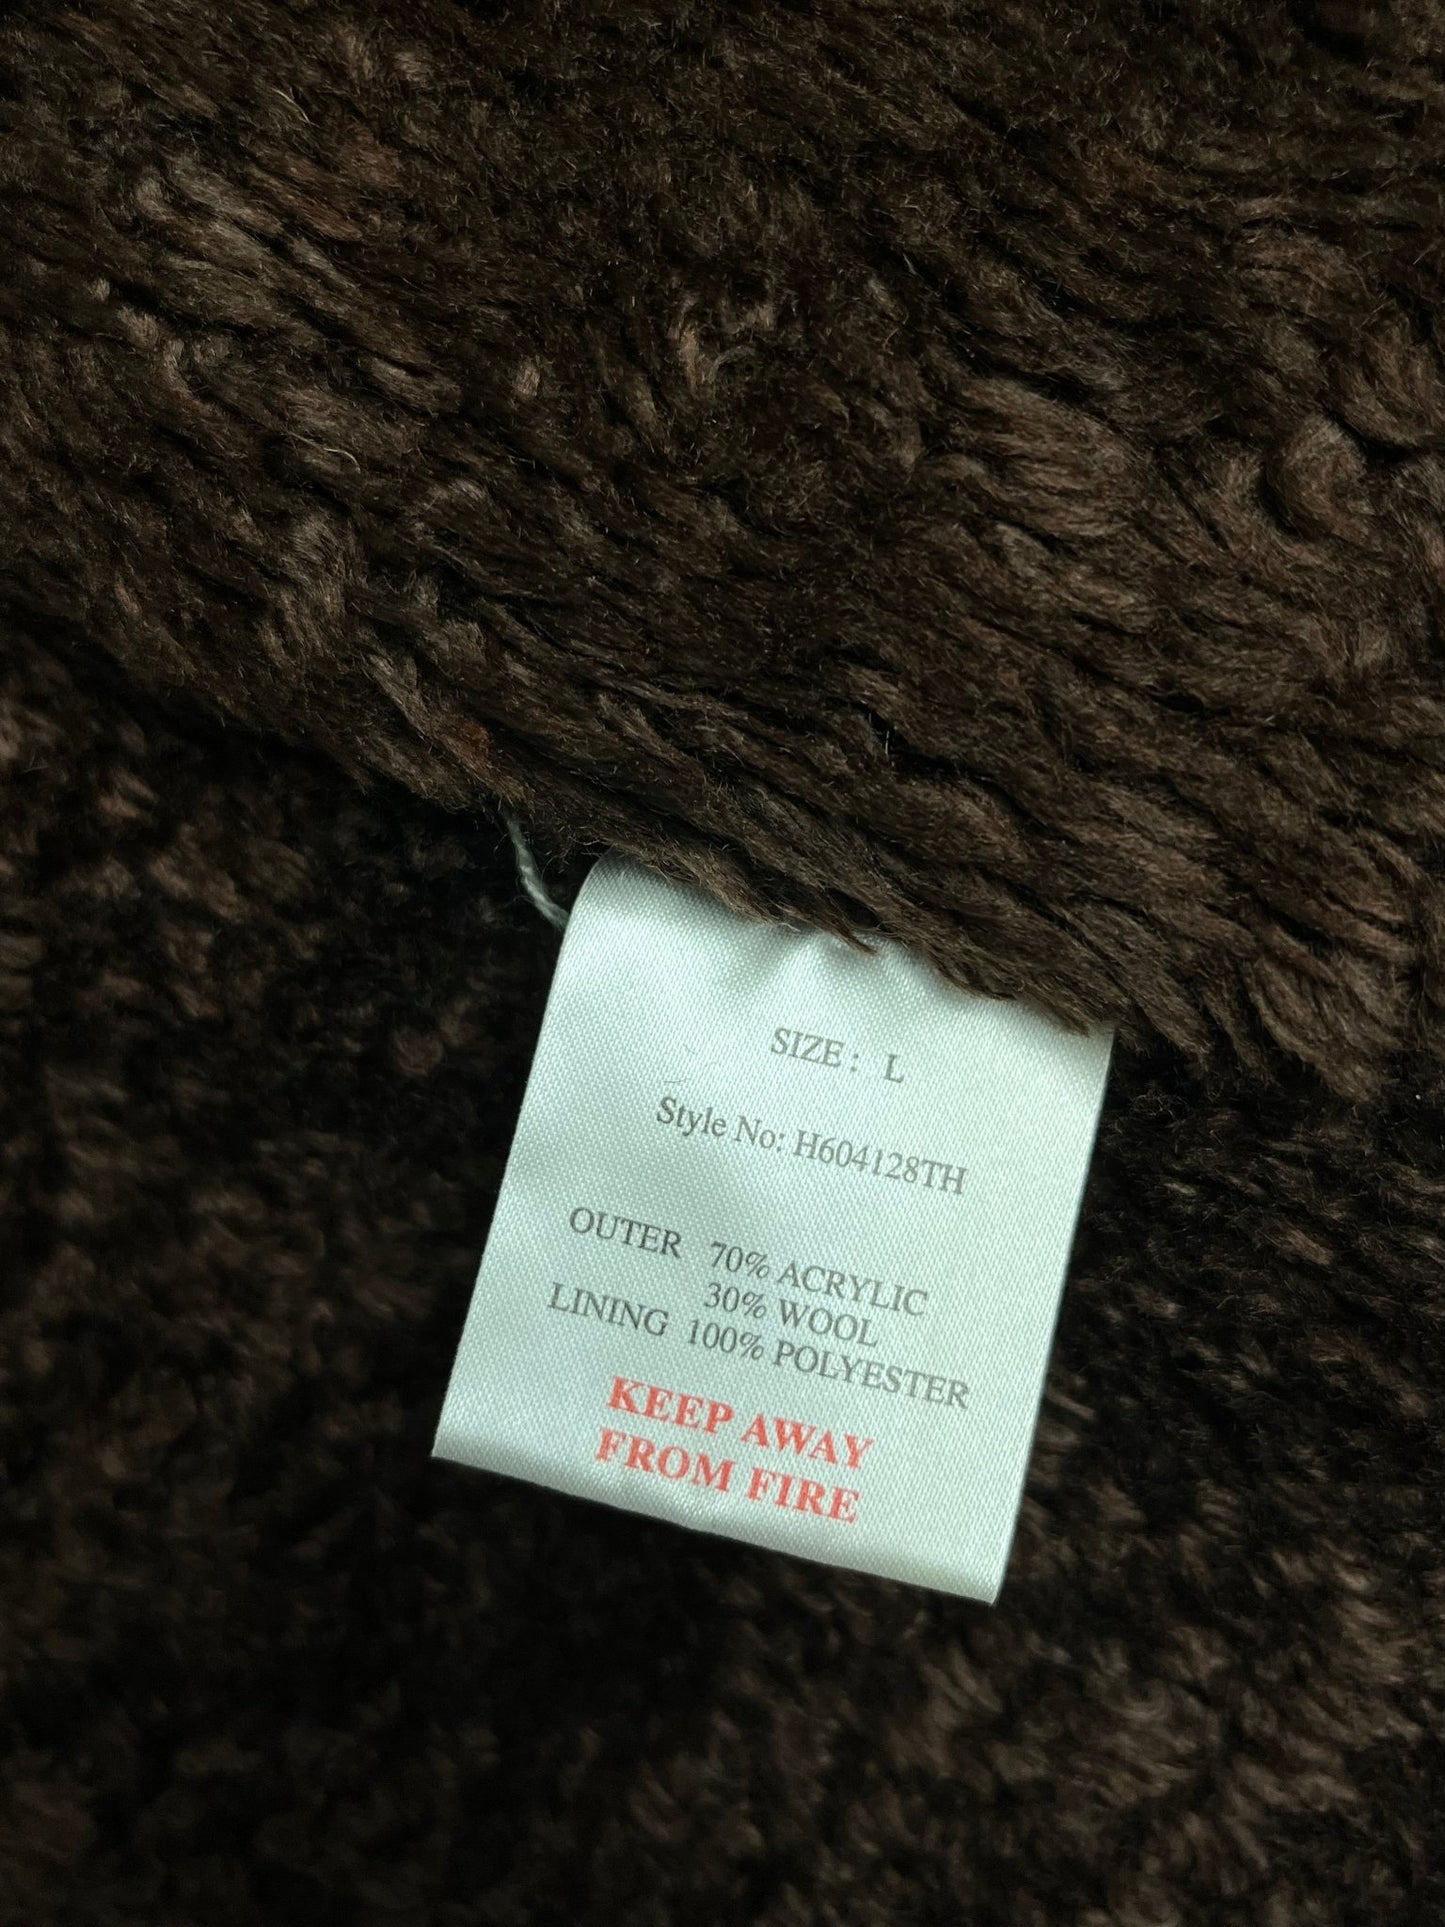 SIZE: L
Style No: H604128TH
OUTER 70% ACRYLIC
30% WOOL
LINING 100% POLYESTER
KEEP AWAY
FROM FIRE